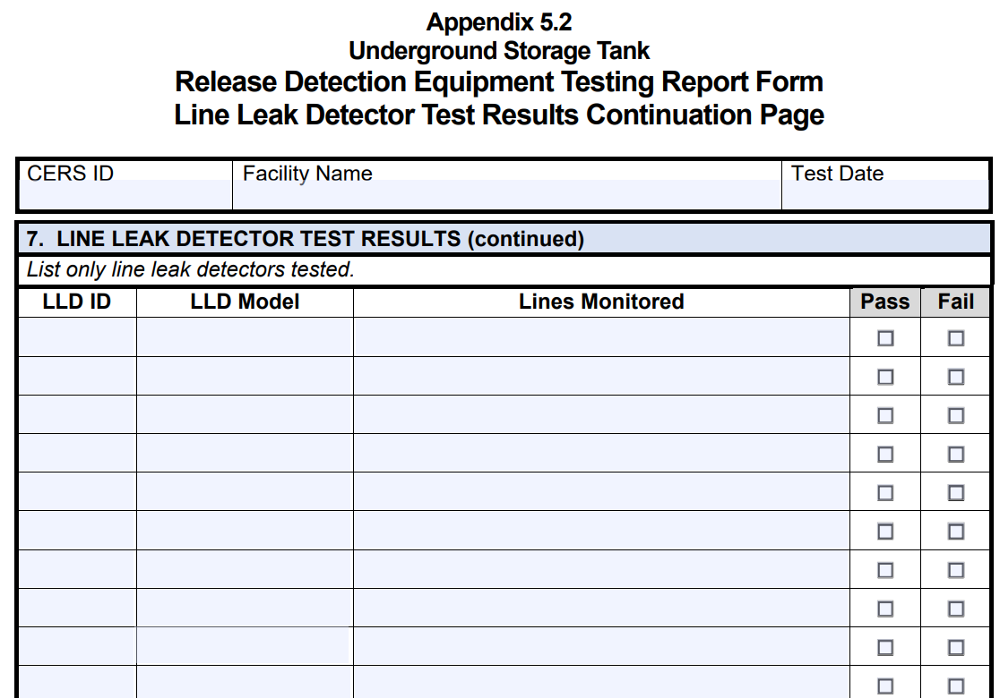 Appendix 5.2
Underground Storage Tank
Release Detection Equipment Testing Report Form
Line Leak Detector Test Results Continuation Page
CERS ID Facility Name Test Date
7. LINE LEAK DETECTOR TEST RESULTS (continued)
List only line leak detectors tested.
LLD ID LLD Model Lines Monitored Pass Fail